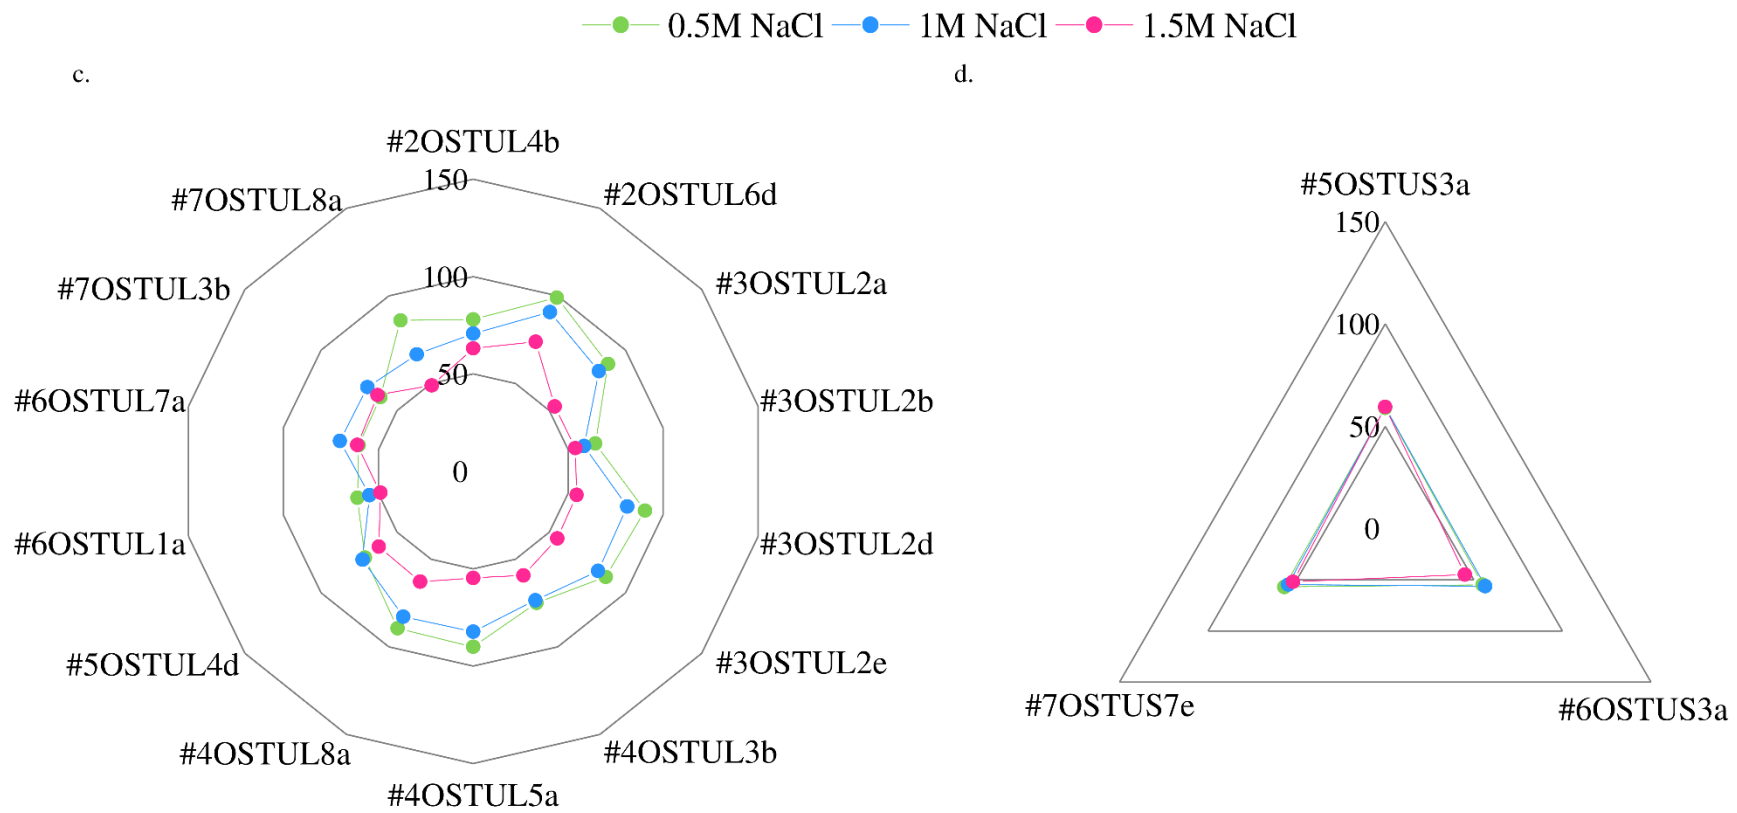 0.5M NaCl 1M NaCl 1.5M NaCl
c.
d.
#2OSTUL4b
150
#2OSTUL6d
#7OSTUL8a
#3OSTUL2a
#7OSTUL3b
100
#3OSTUL2b
#6OSTUL7a
50
0
#3OSTUL2d
#6OSTUL1a
#3OSTUL2e
#5OSTUL4d
#4OSTUL3b
#4OSTUL8a
#4OSTUL5a
#5OSTUS3a
150
100
50
0
#7OSTUS7e
#6OSTUS3a